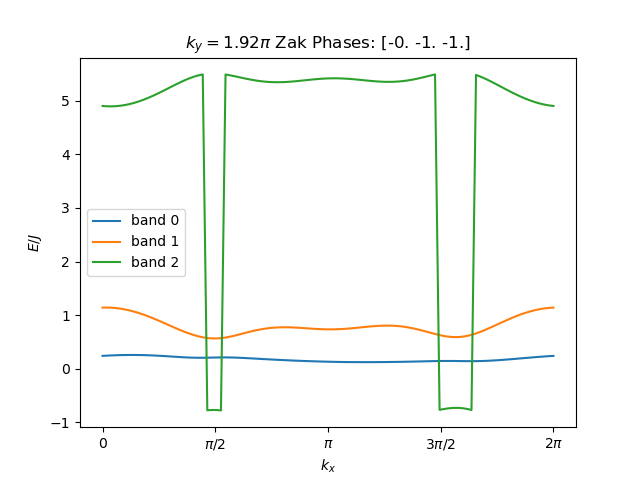 k_y = 1.92π Zak Phases: [-0. -1. -1.]
E/J
5
4
3
2
1
0
−1
band 0
band 1
band 2
0
π/2
π
3π/2
2π
k_x